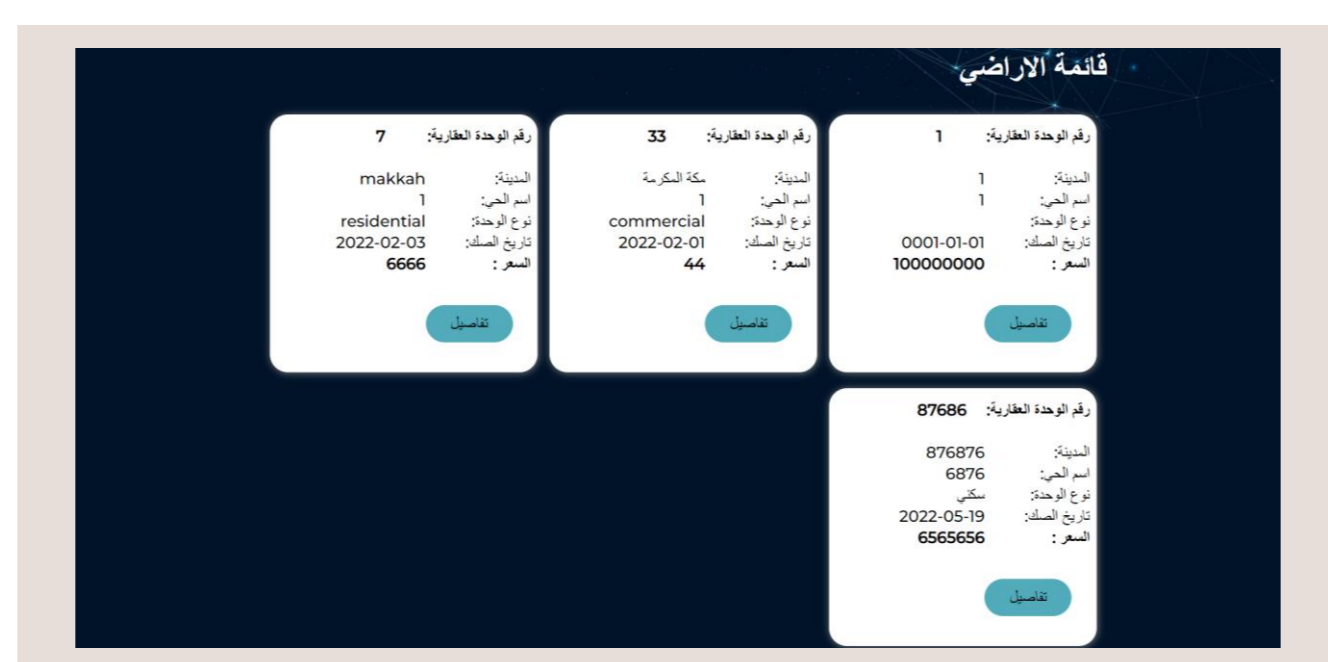 قائمة الاراضي
رقم الوحدة العقارية: 1
المدينة: 1
اسم الحي: 1
نوع الوحدة:
تاريخ الصك: 0001-01-01
السعر : 100000000
تفاصيل
رقم الوحدة العقارية: 33
المدينة: مكة المكرمة
اسم الحي: 1
نوع الوحدة: commercial
تاريخ الصك: 2022-02-01
السعر : 44
تفاصيل
رقم الوحدة العقارية: 7
المدينة: makkah
اسم الحي: 1
نوع الوحدة: residential
تاريخ الصك: 2022-02-03
السعر : 6666
تفاصيل
رقم الوحدة العقارية: 87686
المدينة: 876876
اسم الحي: 6876
نوع الوحدة: سكني
تاريخ الصك: 2022-05-19
السعر : 6565656
تفاصيل